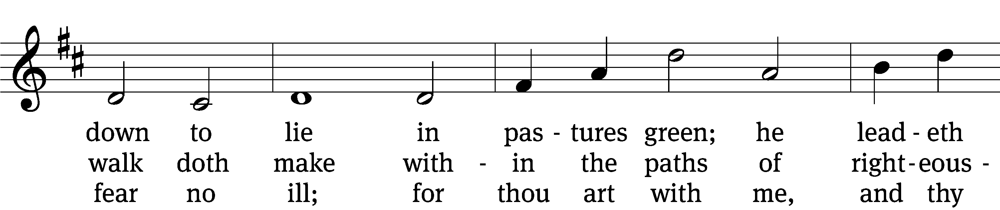 down to lie in pas - tures green; he lead - eth
walk doth make with - in the paths of right - eous -
fear no ill; for thou art with me, and thy